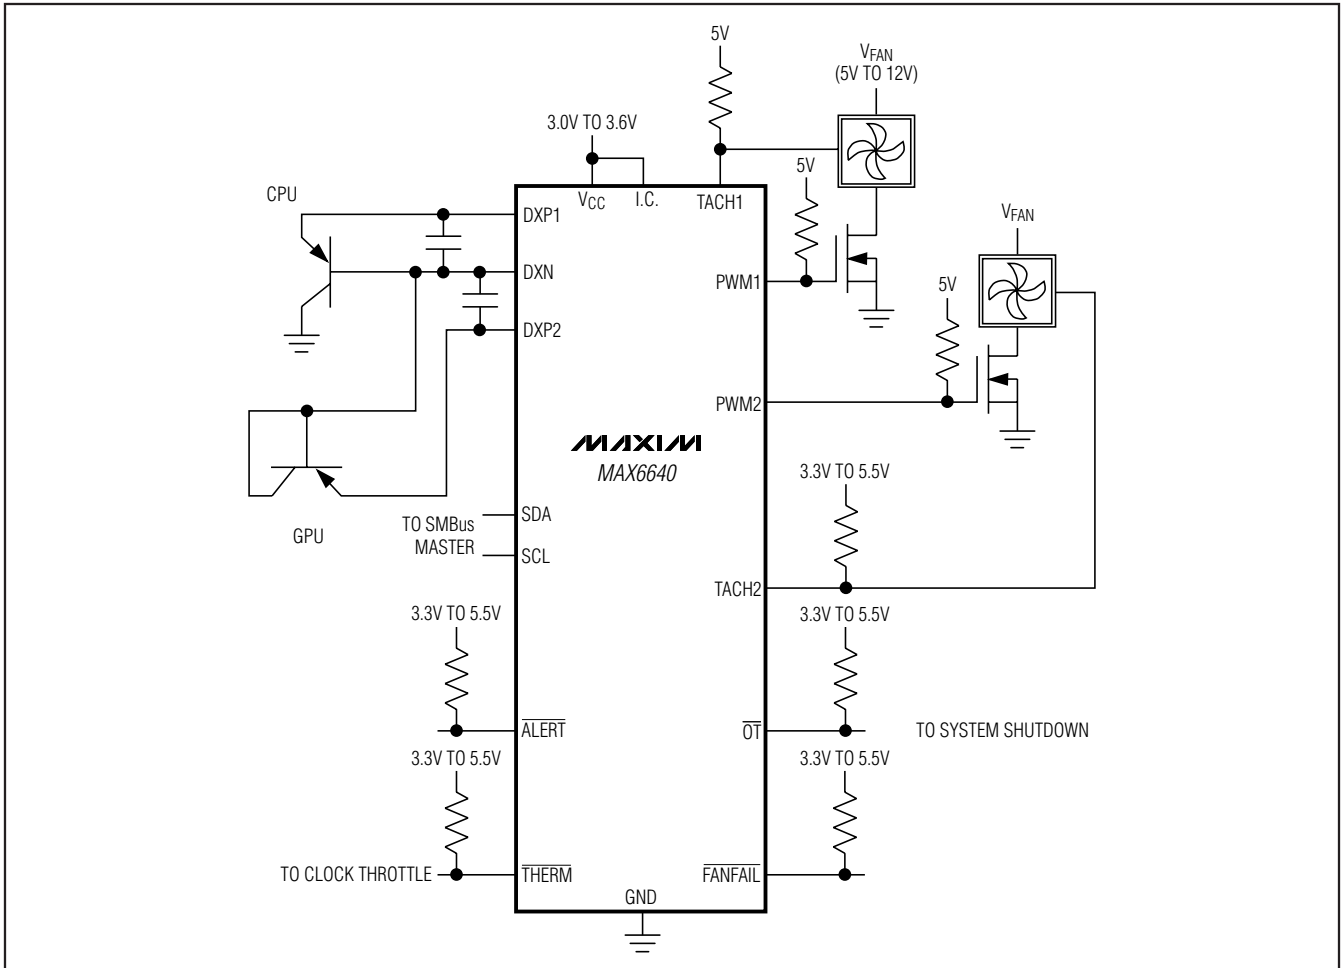 5V
VFAN
(5V TO 12V)
3.0V TO 3.6V
5V
CPU
VCC
I.C.
TACH1
DXP1
VFAN
DXN
PWM1
5V
DXP2
PWM2
MAXIM
MAX6640
3.3V TO 5.5V
SDA
TO SMBus
MASTER
GPU
SCL
TACH2
3.3V TO 5.5V
3.3V TO 5.5V
ALERT
OT
TO SYSTEM SHUTDOWN
3.3V TO 5.5V
3.3V TO 5.5V
TO CLOCK THROTTLE
THERM
FANFAIL
GND